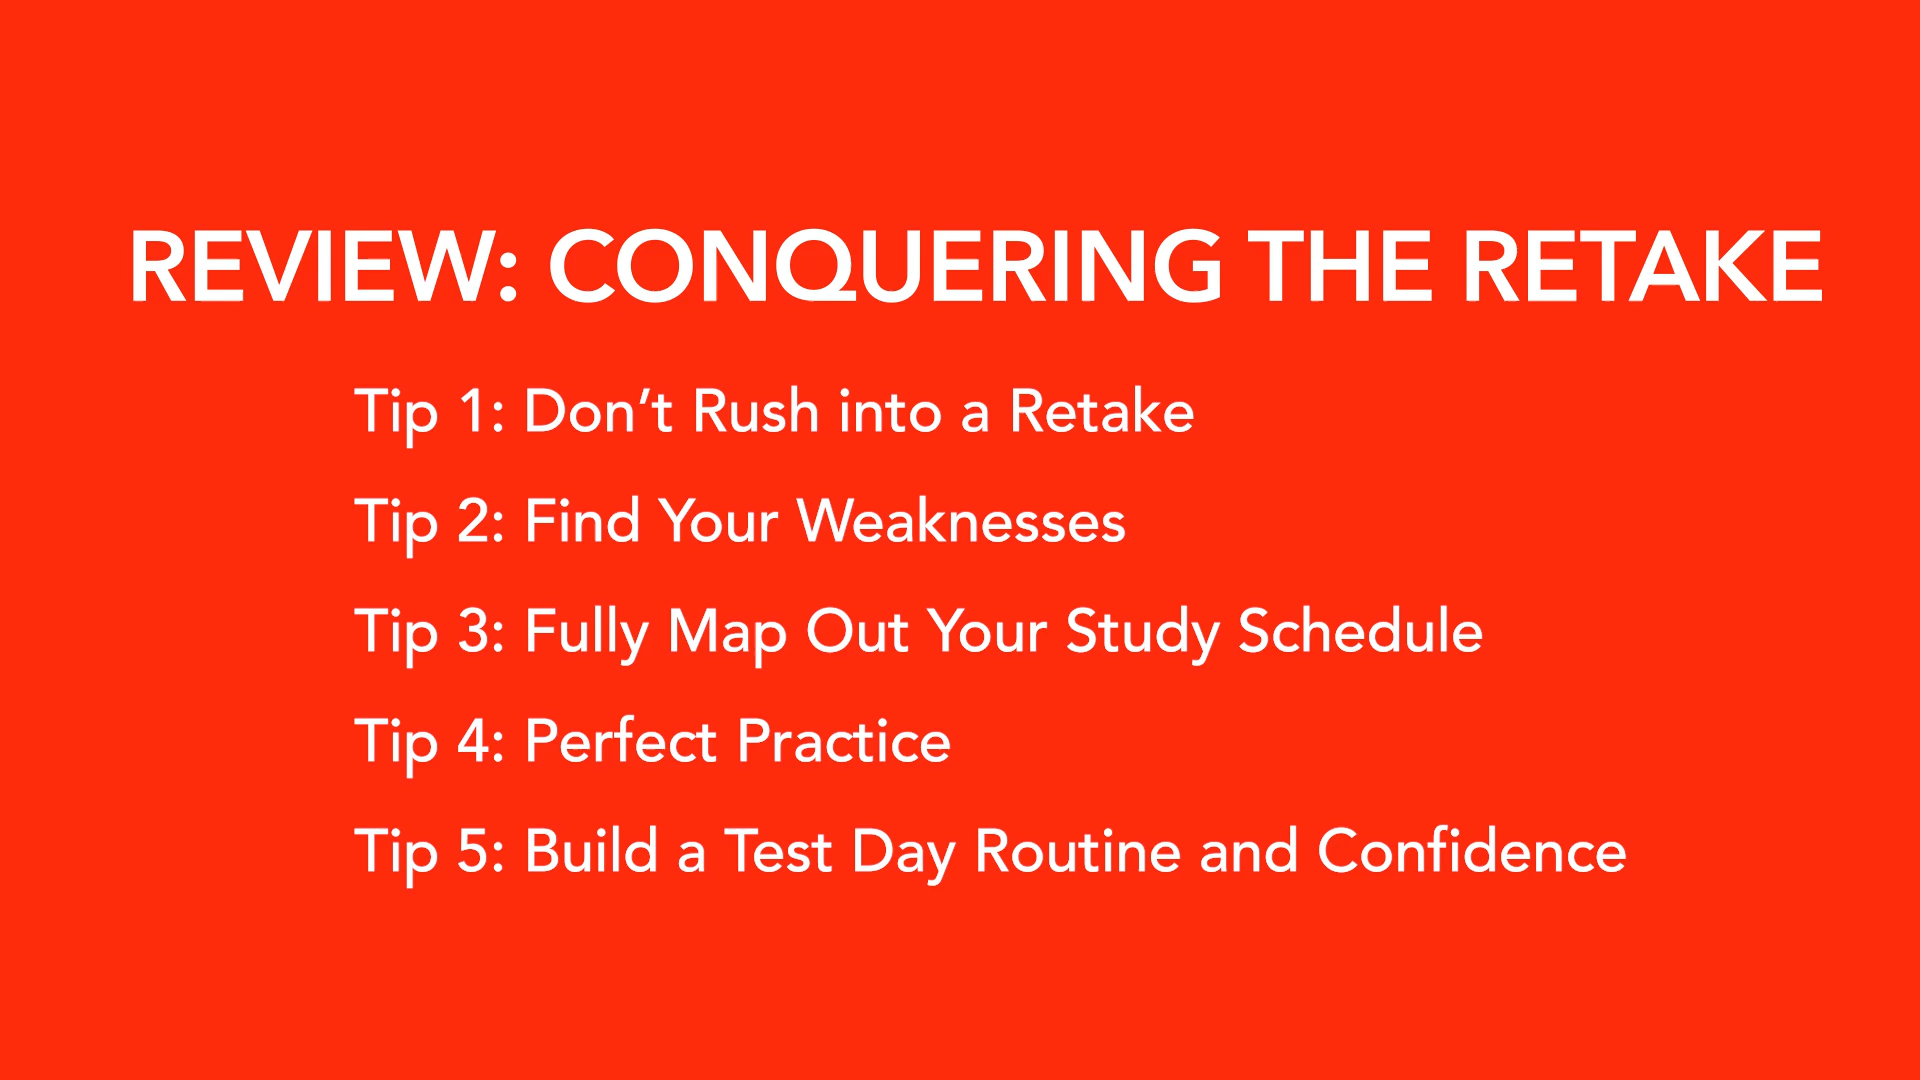 REVIEW: CONQUERING THE RETAKE
Tip 1: Don’t Rush into a Retake
Tip 2: Find Your Weaknesses
Tip 3: Fully Map Out Your Study Schedule
Tip 4: Perfect Practice
Tip 5: Build a Test Day Routine and Confidence